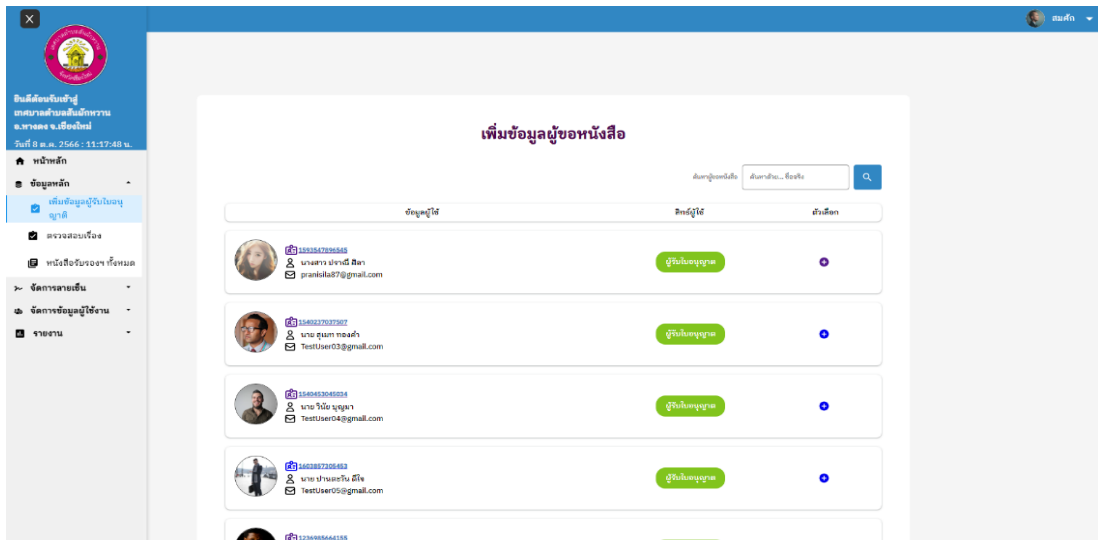 สมศักิ
ยินดีต้อนรับเข้าสู่
เทศบาลตำบลสันผักหวาน
อ.หางดง จ.เชียงใหม่
วันที่ 8 ต.ค. 2566 : 11:17:48 น.
หน้าหลัก
ข้อมูลหลัก
เพิ่มข้อมูลผู้รับใบอนุ
ญาติ
ตรวจสอบเรื่อง
หนังสือรับรองฯ ทั้งหมด
จัดการลายเซ็น
จัดการข้อมูลผู้ใช้งาน
รายงาน
เพิ่มข้อมูลผู้ขอหนังสือ
ค้นหาผู้ขอหนังสือ ค้นหาด้วย... ชื่อจริง
ข้อมูลผู้ใช้ สิทธ์ผู้ใช้ ตัวเลือก
1593547896545
นางสาว ปราณี ศิลา
pranisila87@gmail.com
ผู้รับใบอนุญาต
1540237037507
นาย สุเมท ทองคำ
TestUser03@gmail.com
ผู้รับใบอนุญาต
1540453045034
นาย วินัย บุญมา
TestUser04@gmail.com
ผู้รับใบอนุญาต
1603857305453
นาย ปานตะวัน ดีใจ
TestUser05@gmail.com
ผู้รับใบอนุญาต
1236985664155